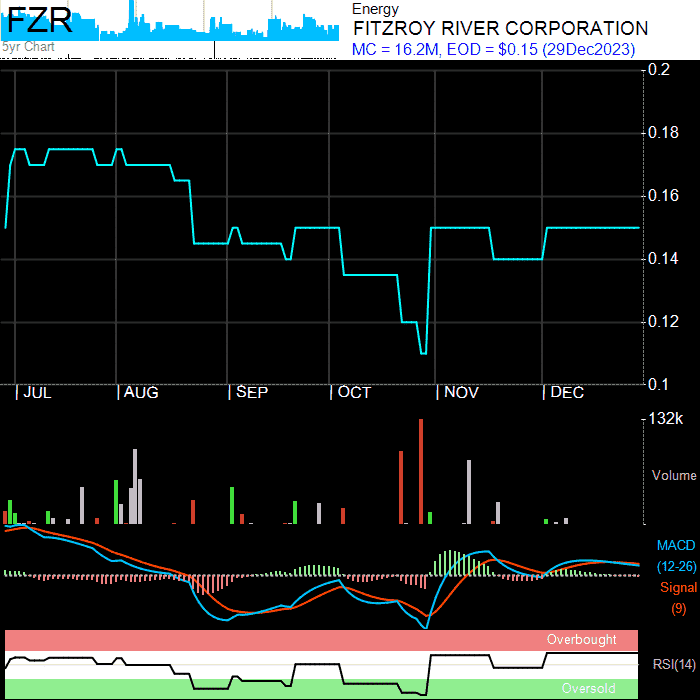 FZR
5yr Chart
Energy
FITZROY RIVER CORPORATION
MC = 16.2M, EOD = $0.15 (29Dec2023)
0.2
0.18
0.16
0.14
0.12
0.1
JUL AUG SEP OCT NOV DEC
132k
Volume
MACD
(12-26)
Signal
(9)
Overbought
RSI(14)
Oversold